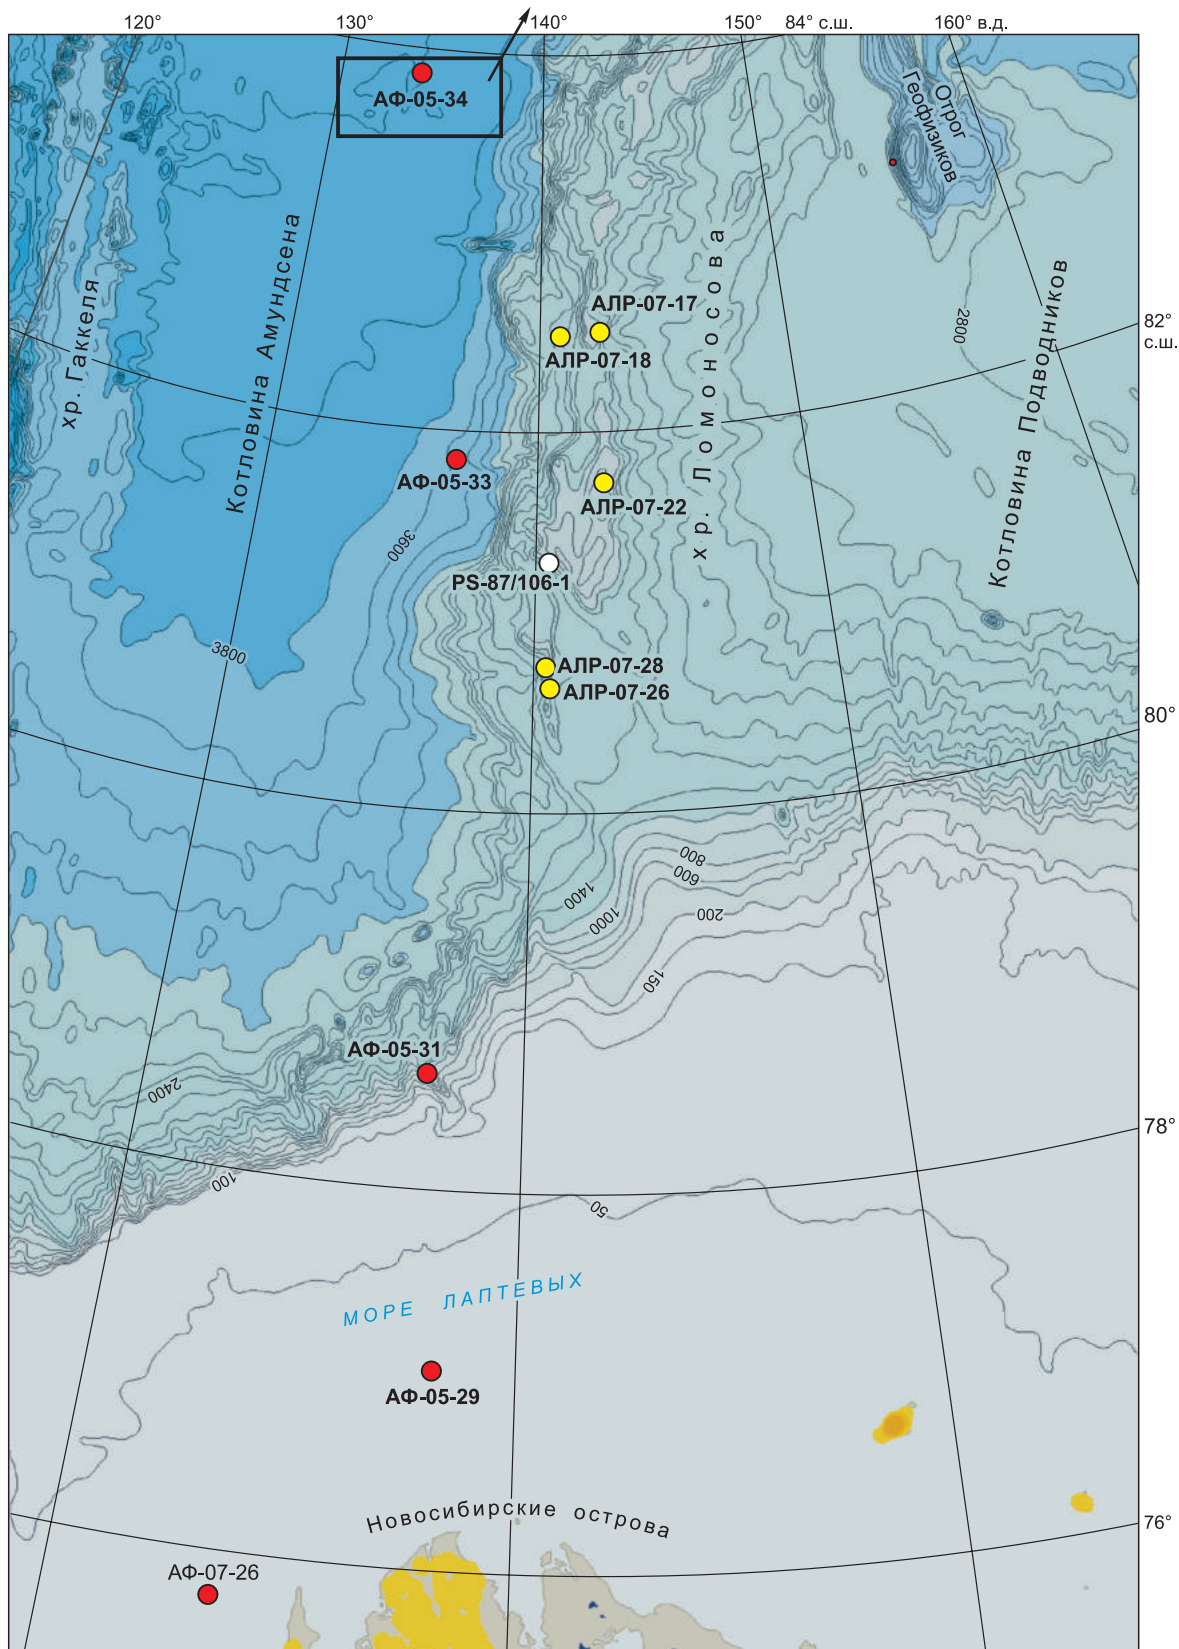 120°
130°
140°
150°
84° с.ш.
160° в.д.
АФ-05-34
Отрог
Геофизиков
хр. Гаккеля
Котловина Амундсена
хр. Ломоносова
Котловина Подводников
АЛР-07-17
АЛР-07-18
2800
82°
с.ш.
АФ-05-33
АЛР-07-22
3600
PS-87/106-1
3800
АЛР-07-28
АЛР-07-26
80°
800
600
1400
1000
200
150
АФ-05-31
2400
78°
100
50
МОРЕ ЛАПТЕВЫХ
АФ-05-29
Новосибирские острова
76°
АФ-07-26